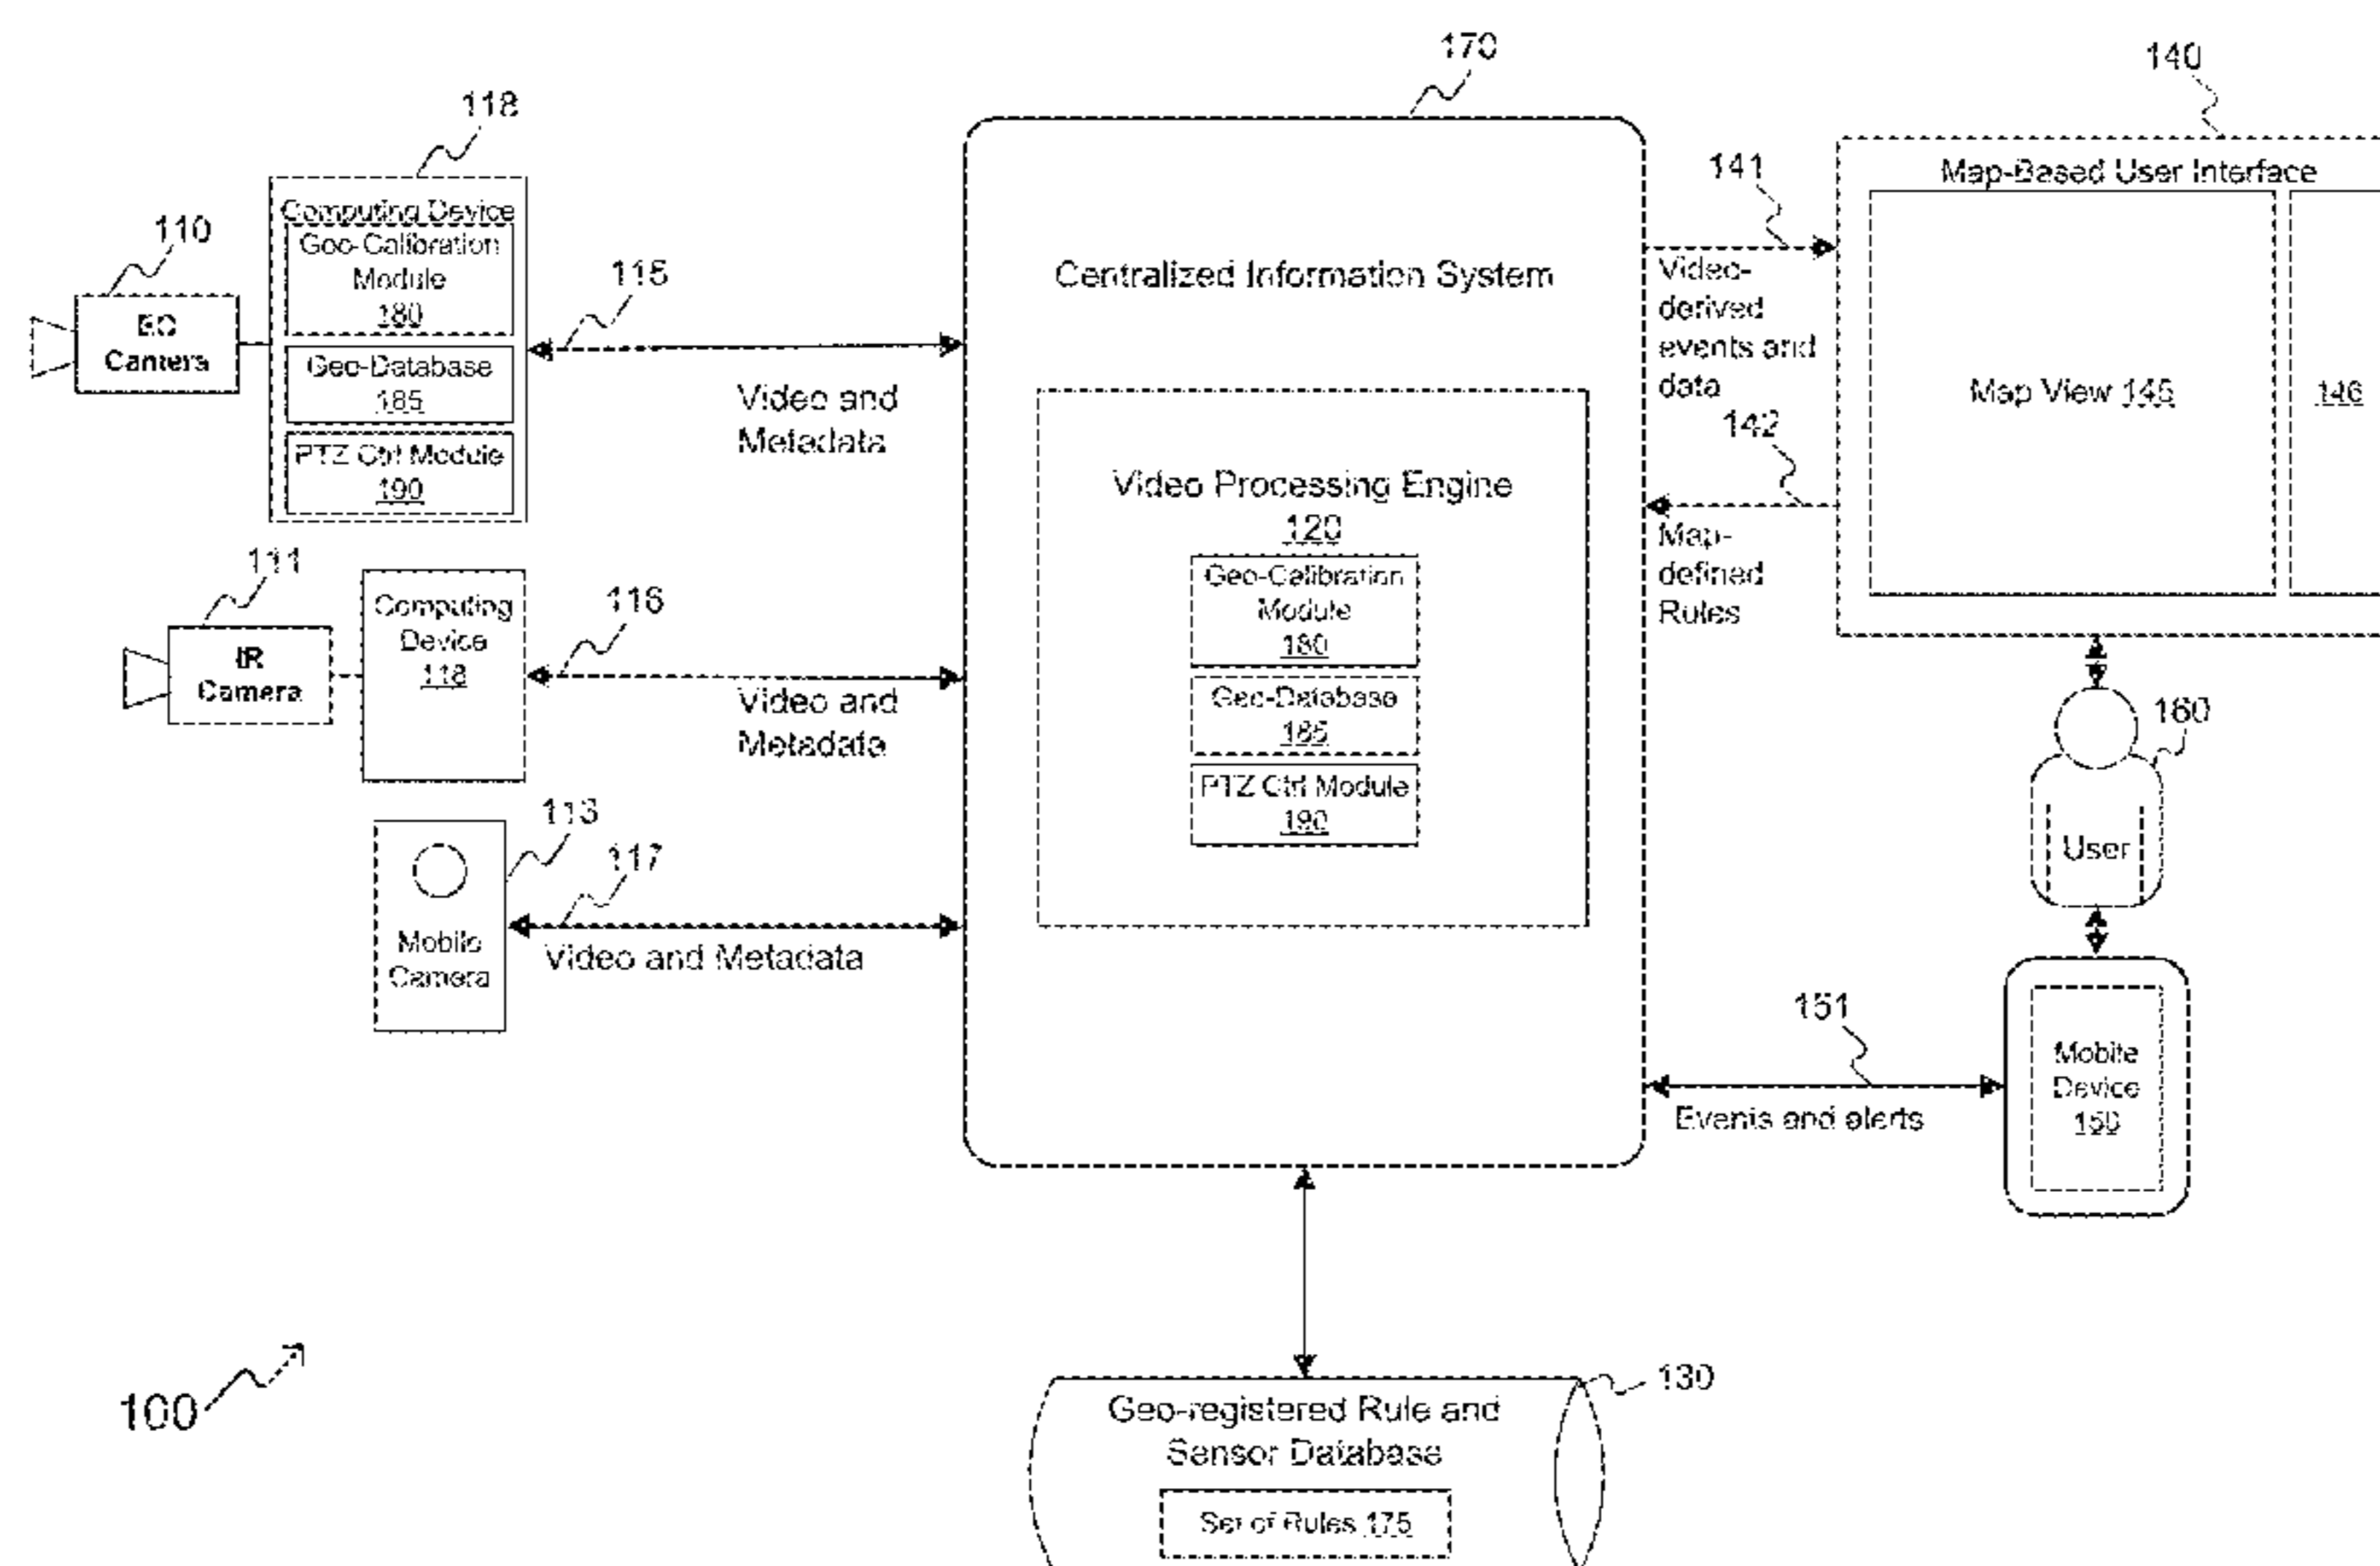 170
140
118
141
Map-Based User Interface
Computing Device
Geo-Calibration
Module
180
110
115
EO
Camera
Geo-Database
185
PTZ Ctrl Module
190
Video and
Metadata
Centralized Information System
Video-
derived
events and
data
Map View 145
146
142
Video Processing Engine
120
Map-
defined
Rules
111
Computing
Device
118
116
IR
Camera
Video and
Metadata
Geo-Calibration
Module
180
Geo-Database
185
PTZ Ctrl Module
190
160
User
113
117
Mobile
Camera
Video and Metadata
151
Mobile
Device
150
Events and alerts
100
130
Geo-registered Rule and
Sensor Database
Set of Rules 175